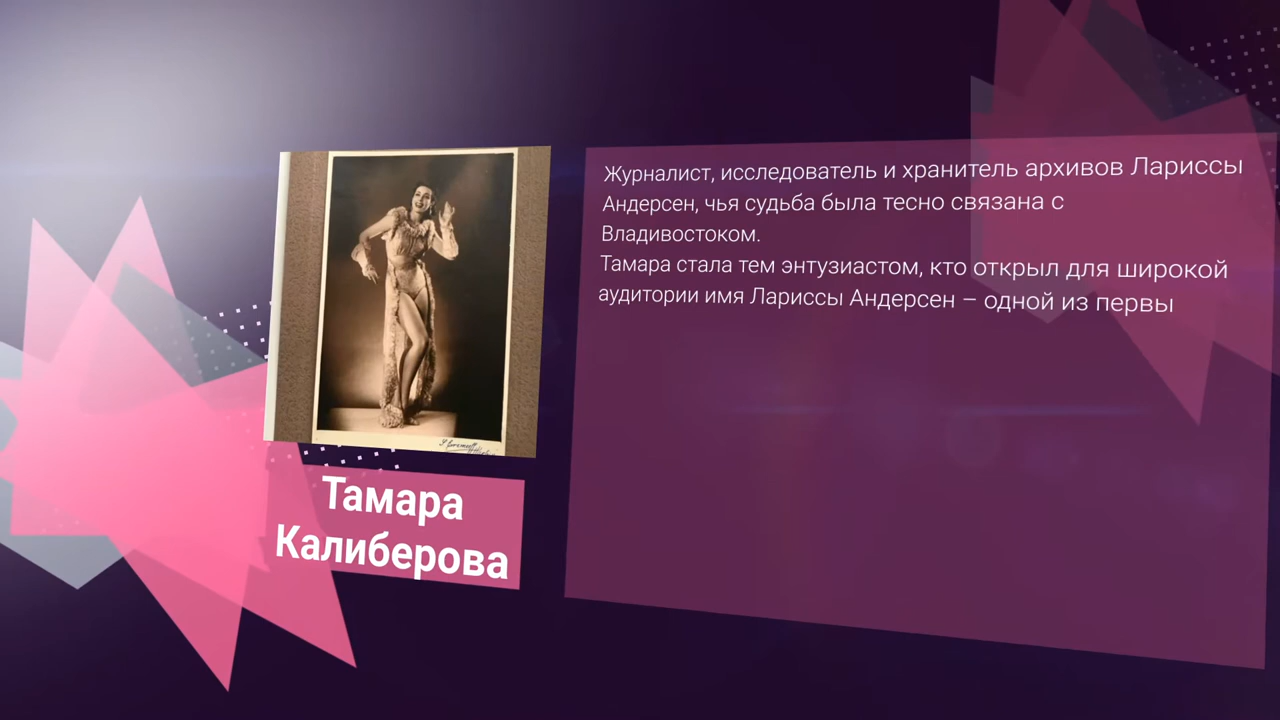 Журналист, исследователь и хранитель архивов Лариссы
Андерсен, чья судьба была тесно связана с
Владивостоком.
Тамара стала тем энтузиастом, кто открыл для широкой
аудитории имя Лариссы Андерсен – одной из первы
Тамара
Калиберова